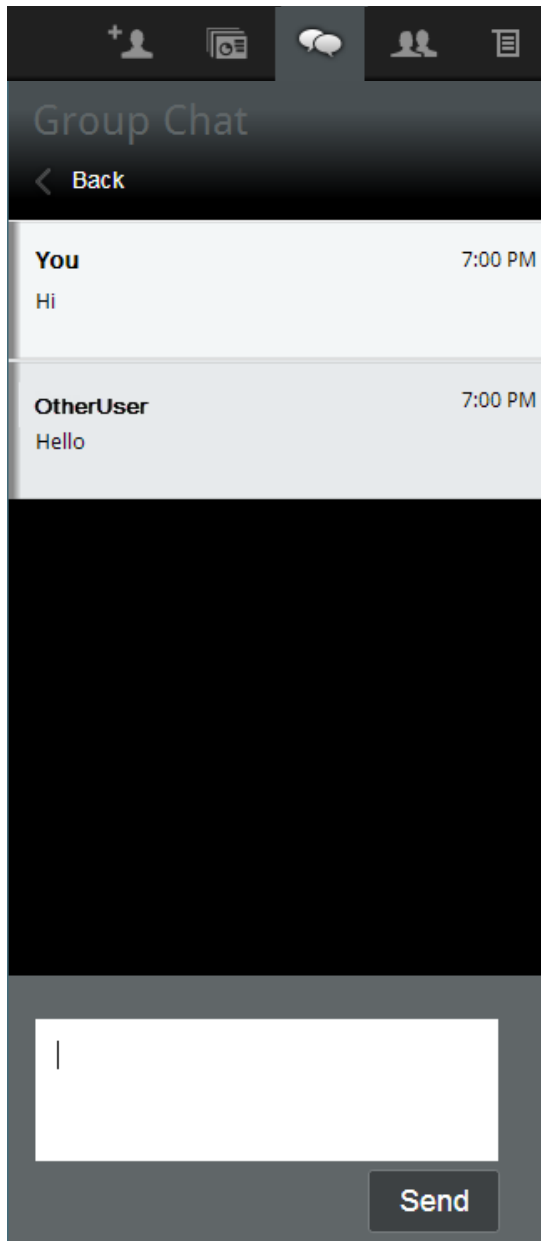 Group Chat
Back
You 7:00 PM
Hi
OtherUser 7:00 PM
Hello
Send